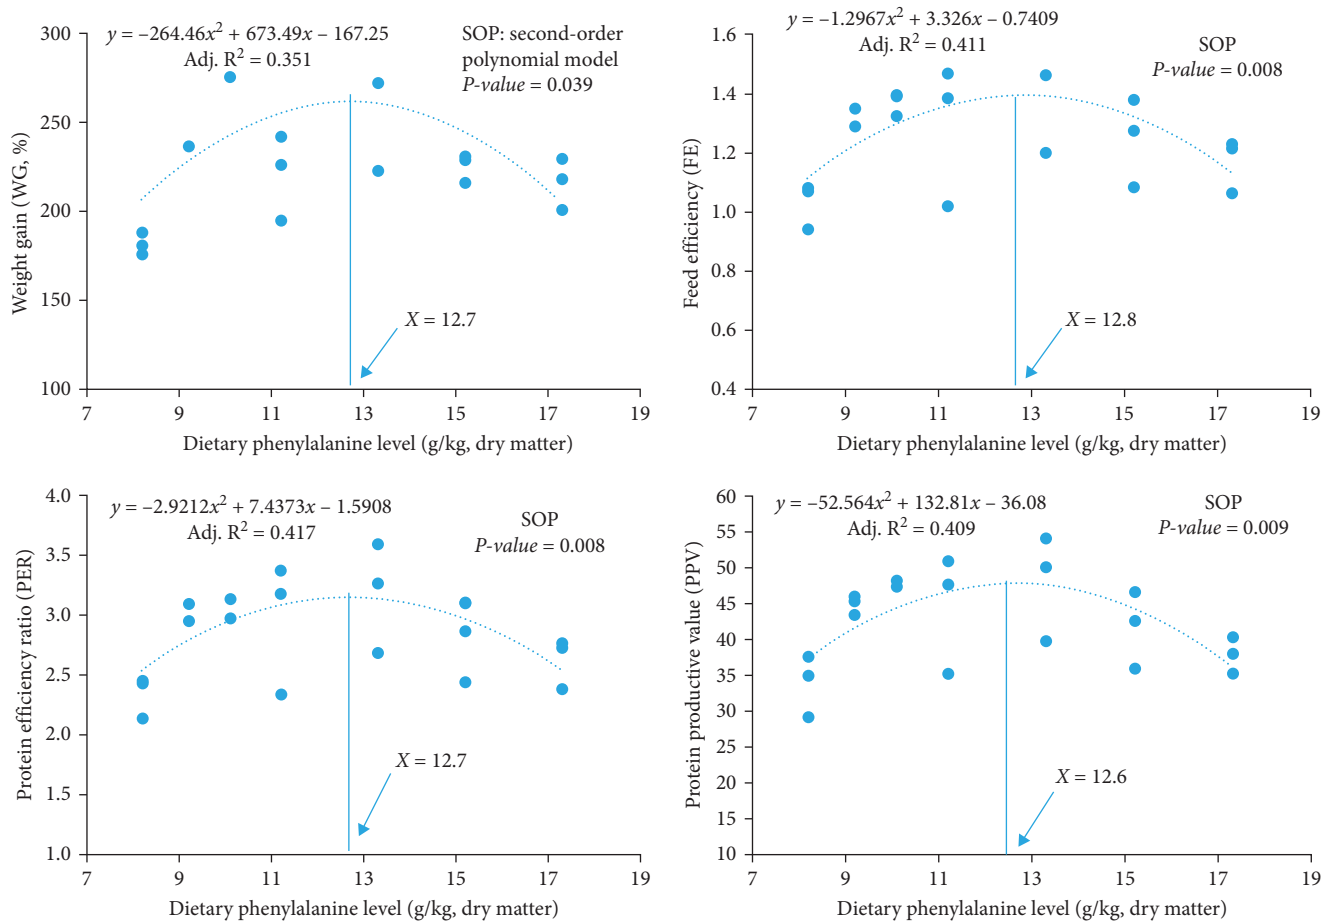 y = –264.46x² + 673.49x – 167.25
Adj. R² = 0.351
SOP: second-order
polynomial model
P-value = 0.039
Weight gain (WG, %)
300
250
200
150
100
X = 12.7
7 9 11 13 15 17 19
Dietary phenylalanine level (g/kg, dry matter)
y = –1.2967x² + 3.326x – 0.7409
Adj. R² = 0.411
SOP
P-value = 0.008
Feed efficiency (FE)
1.6
1.4
1.2
1.0
0.8
0.6
0.4
X = 12.8
7 9 11 13 15 17 19
Dietary phenylalanine level (g/kg, dry matter)
y = –2.9212x² + 7.4373x – 1.5908
Adj. R² = 0.417
SOP
P-value = 0.008
Protein efficiency ratio (PER)
4.0
3.5
3.0
2.5
2.0
1.5
1.0
X = 12.7
7 9 11 13 15 17 19
Dietary phenylalanine level (g/kg, dry matter)
y = –52.564x² + 132.81x – 36.08
Adj. R² = 0.409
SOP
P-value = 0.009
Protein productive value (PPV)
60
55
50
45
40
35
30
25
20
15
10
X = 12.6
7 9 11 13 15 17 19
Dietary phenylalanine level (g/kg, dry matter)